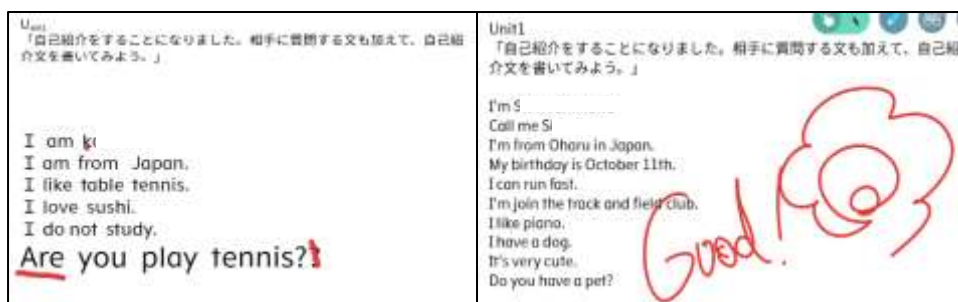 Unit1
「自己紹介をすることになりました。相手に質問する文も加えて、自己紹
介文を書いてみよう。」
I am
I am from Japan.
I like table tennis.
I love sushi.
I do not study.
Are you play tennis?
Unit1
「自己紹介をすることになりました。相手に質問する文も加えて、自己紹
介文を書いてみよう。」
I'm S
Call me
I'm from Oharu in Japan.
My birthday is October 11th.
I can run fast.
I'm join the track and field club.
I like piano.
I have a dog.
It's very cute.
Do you have a pet?
Good!